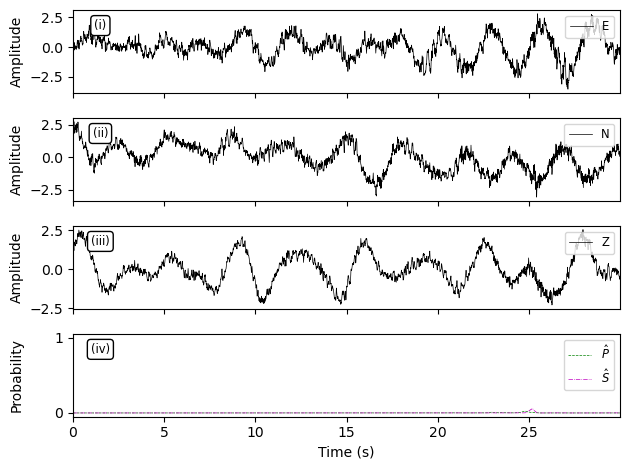 Amplitude
2.5
0.0
−2.5
(i)
E
Amplitude
2.5
0.0
−2.5
(ii)
N
Amplitude
2.5
0.0
−2.5
(iii)
Z
Probability
1
0
(iv)
P̂
Ŝ
0 5 10 15 20 25
Time (s)